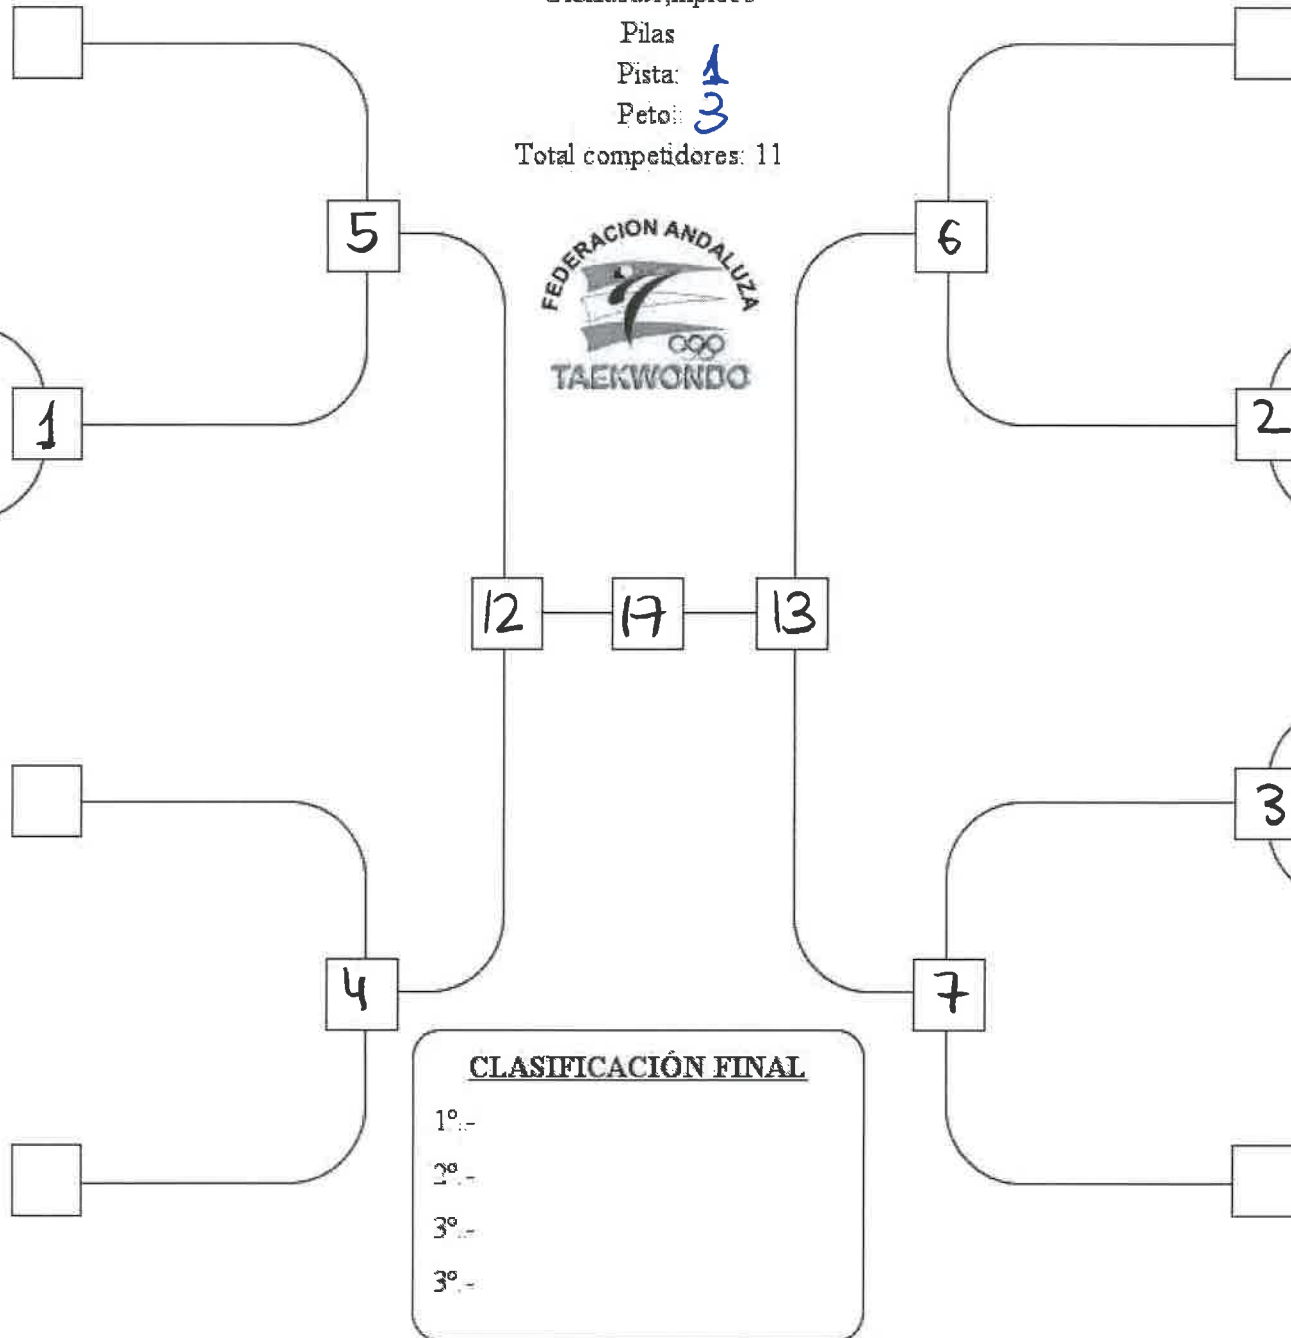 Pilas
Pista: 1
Peto: 3
Total competidores: 11
FEDERACION ANDALUZA
TAEKWONDO
5
6
1
2
12
17
13
3
4
7
CLASIFICACIÓN FINAL
1º.-
2º.-
3º.-
3º.-